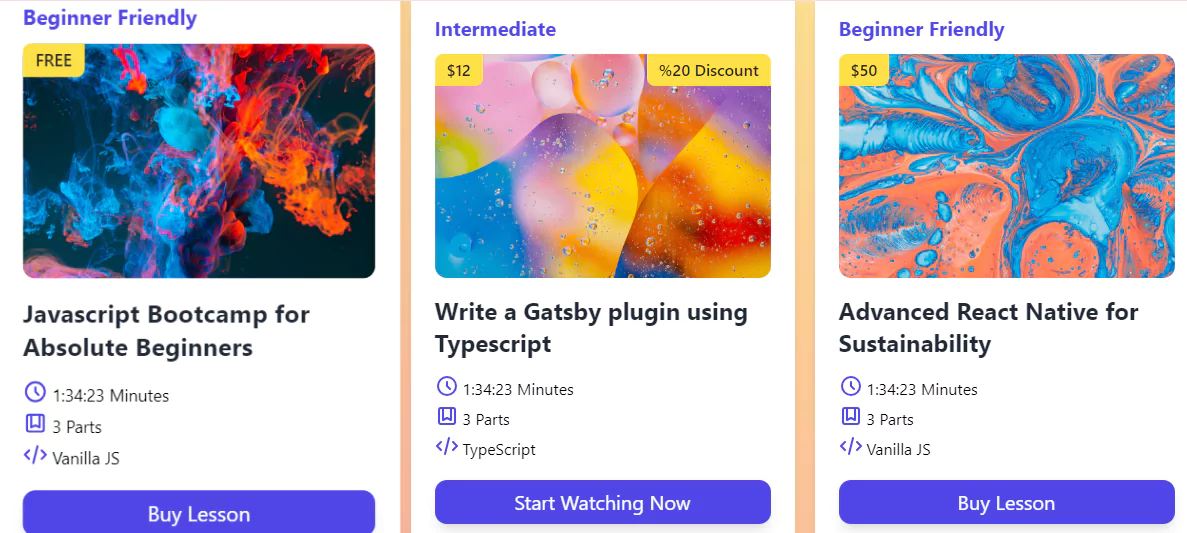 Beginner Friendly
FREE
Javascript Bootcamp for
Absolute Beginners
1:34:23 Minutes
3 Parts
Vanilla JS
Buy Lesson
Intermediate
$12
%20 Discount
Write a Gatsby plugin using
Typescript
1:34:23 Minutes
3 Parts
TypeScript
Start Watching Now
Beginner Friendly
$50
Advanced React Native for
Sustainability
1:34:23 Minutes
3 Parts
Vanilla JS
Buy Lesson